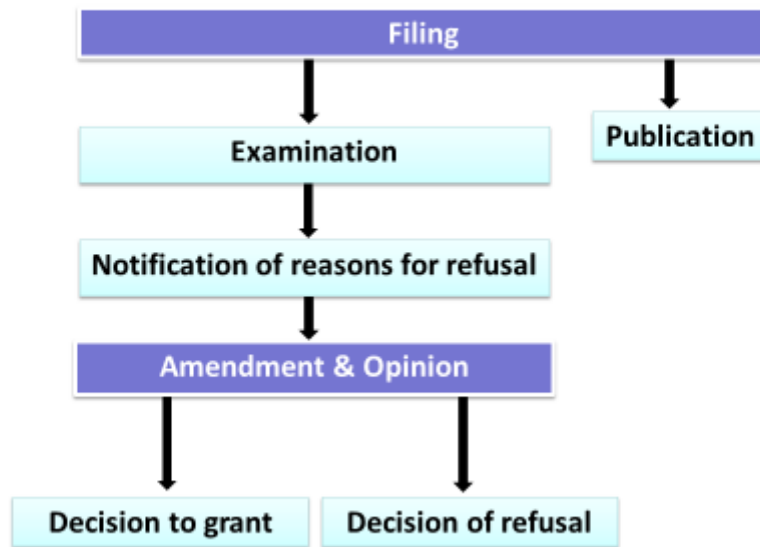 Filing
Publication
Examination
Notification of reasons for refusal
Amendment & Opinion
Decision to grant
Decision of refusal